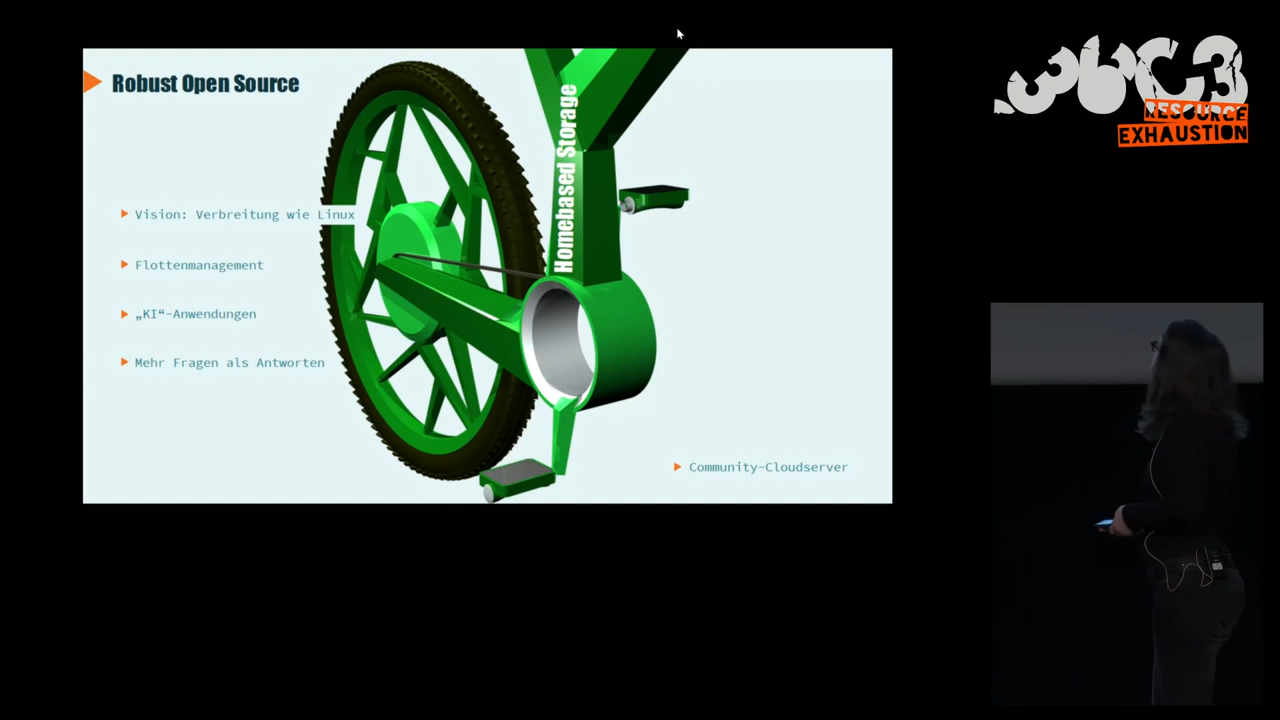 Robust Open Source
Homebased Storage
Vision: Verbreitung wie Linux
Flottenmanagement
„KI“-Anwendungen
Mehr Fragen als Antworten
Community-Cloudserver
36C3
RESOURCE
EXHAUSTION